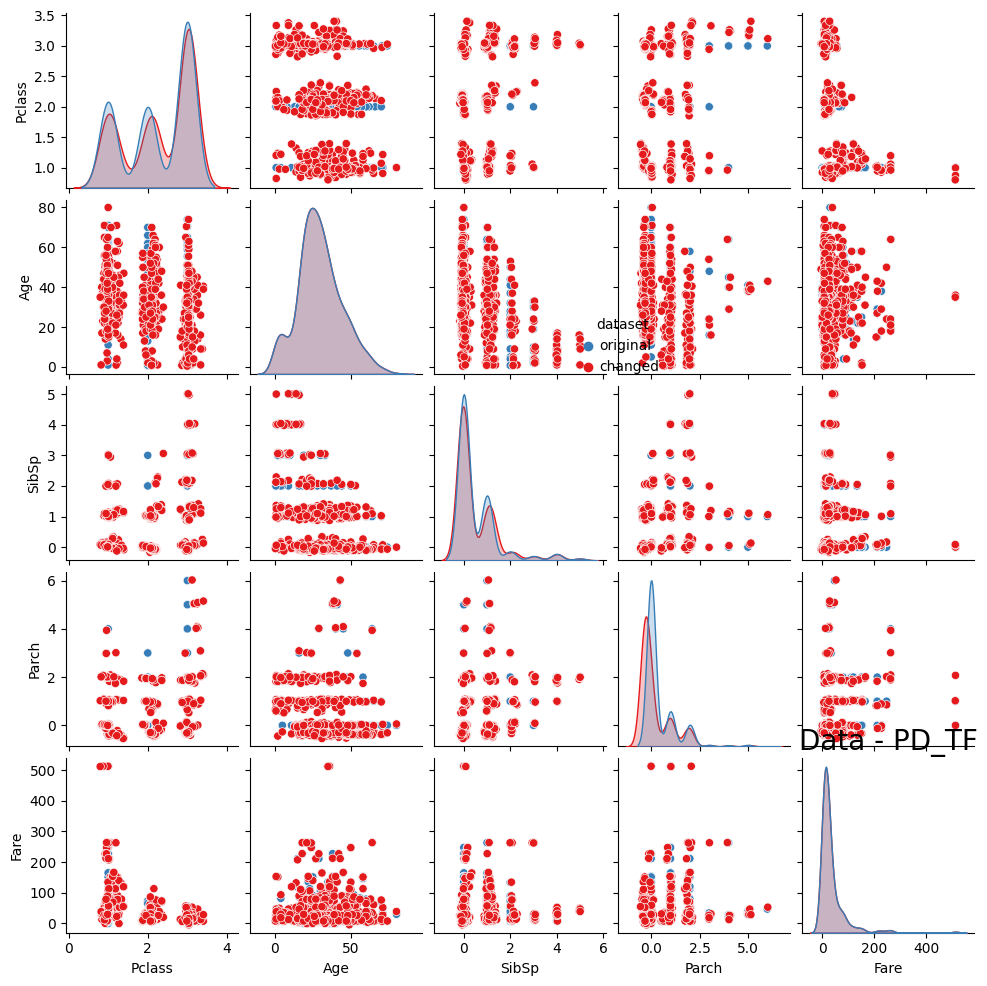 3.5
3.0
2.5
2.0
1.5
1.0
Pclass
80
60
40
20
0
Age
dataset
original
changed
5
4
3
2
1
0
SibSp
6
4
2
0
Parch
Data - PD_TF
500
400
300
200
100
0
Fare
0 2 4
Pclass
0 50
Age
0 2 4 6
SibSp
0.0 2.5 5.0
Parch
0 200 400
Fare